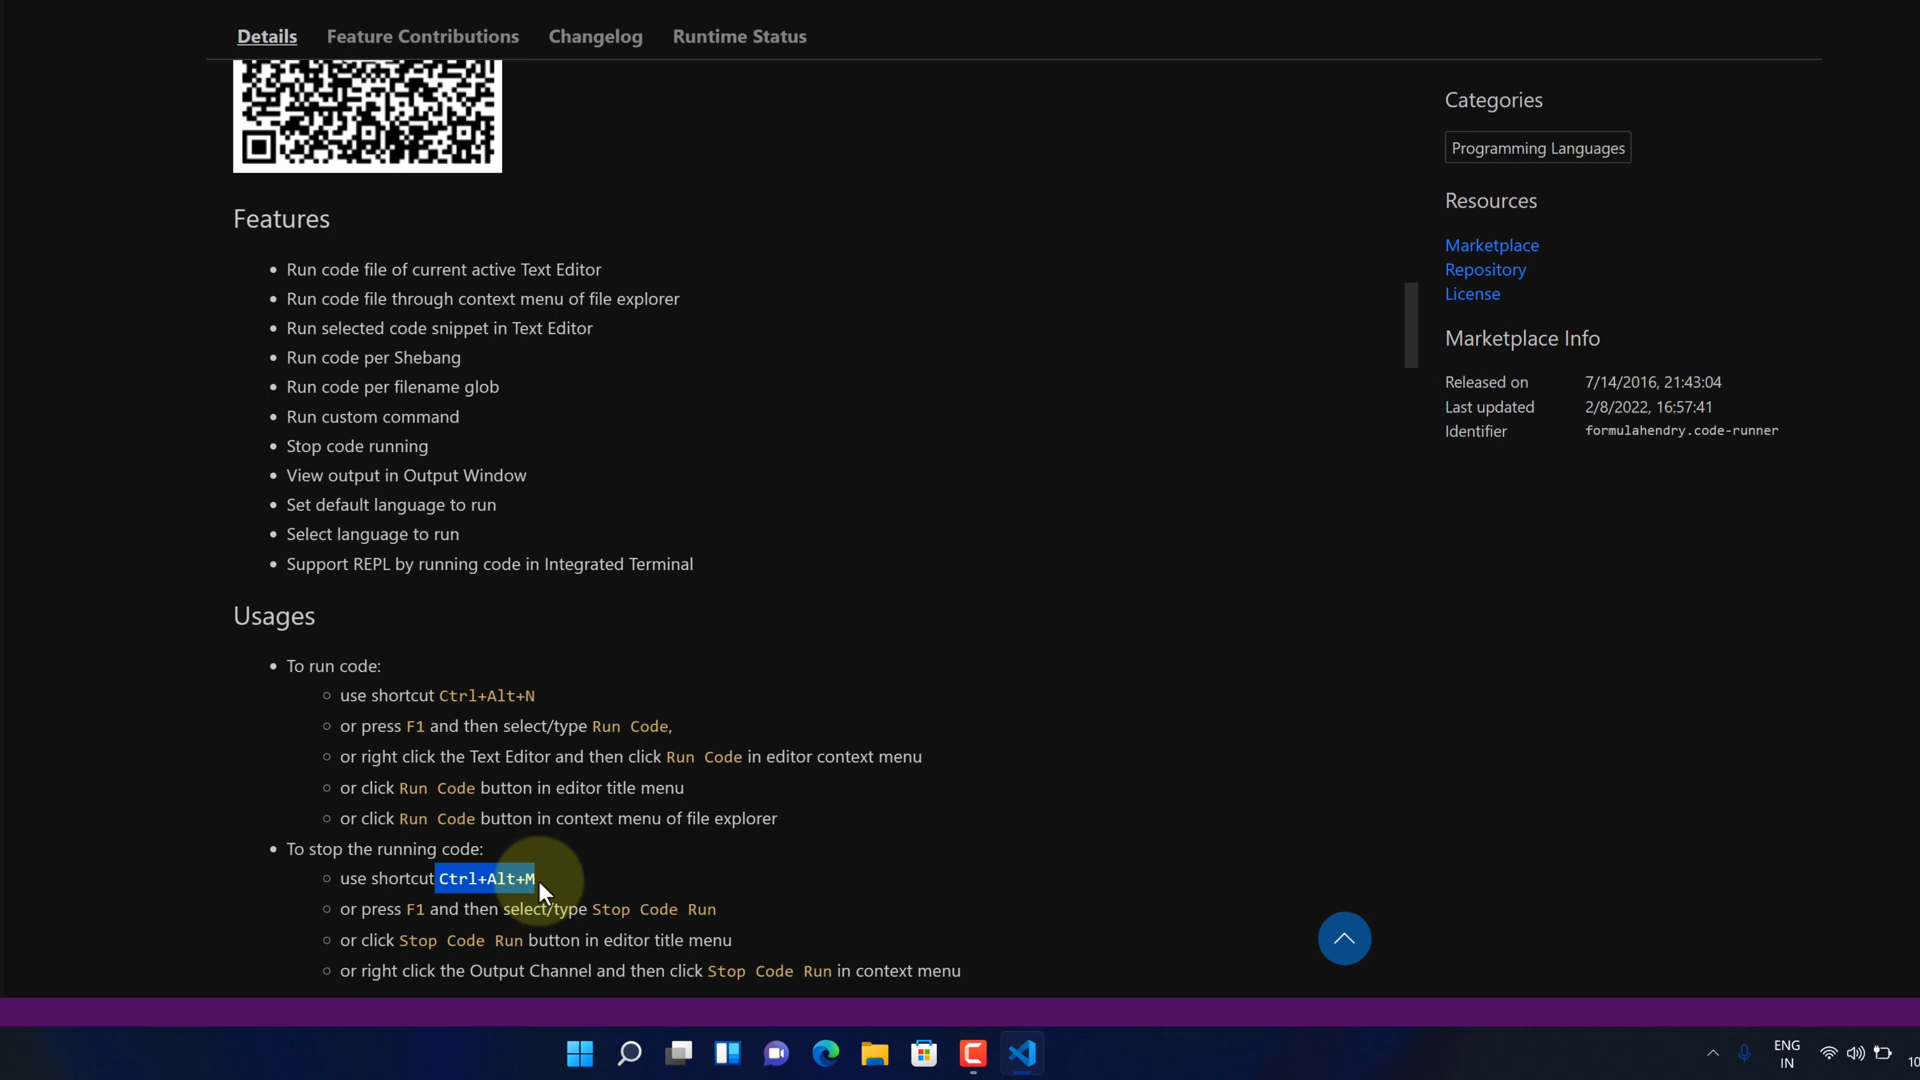 Details Feature Contributions Changelog Runtime Status
Features
• Run code file of current active Text Editor
• Run code file through context menu of file explorer
• Run selected code snippet in Text Editor
• Run code per Shebang
• Run code per filename glob
• Run custom command
• Stop code running
• View output in Output Window
• Set default language to run
• Select language to run
• Support REPL by running code in Integrated Terminal
Usages
• To run code:
○ use shortcut Ctrl+Alt+N
○ or press F1 and then select/type Run Code,
○ or right click the Text Editor and then click Run Code in editor context menu
○ or click Run Code button in editor title menu
○ or click Run Code button in context menu of file explorer
• To stop the running code:
○ use shortcut Ctrl+Alt+M
○ or press F1 and then select/type Stop Code Run
○ or click Stop Code Run button in editor title menu
○ or right click the Output Channel and then click Stop Code Run in context menu
Categories
Programming Languages
Resources
Marketplace
Repository
License
Marketplace Info
Released on 7/14/2016, 21:43:04
Last updated 2/8/2022, 16:57:41
Identifier formulahendry.code-runner
ENG
IN
10